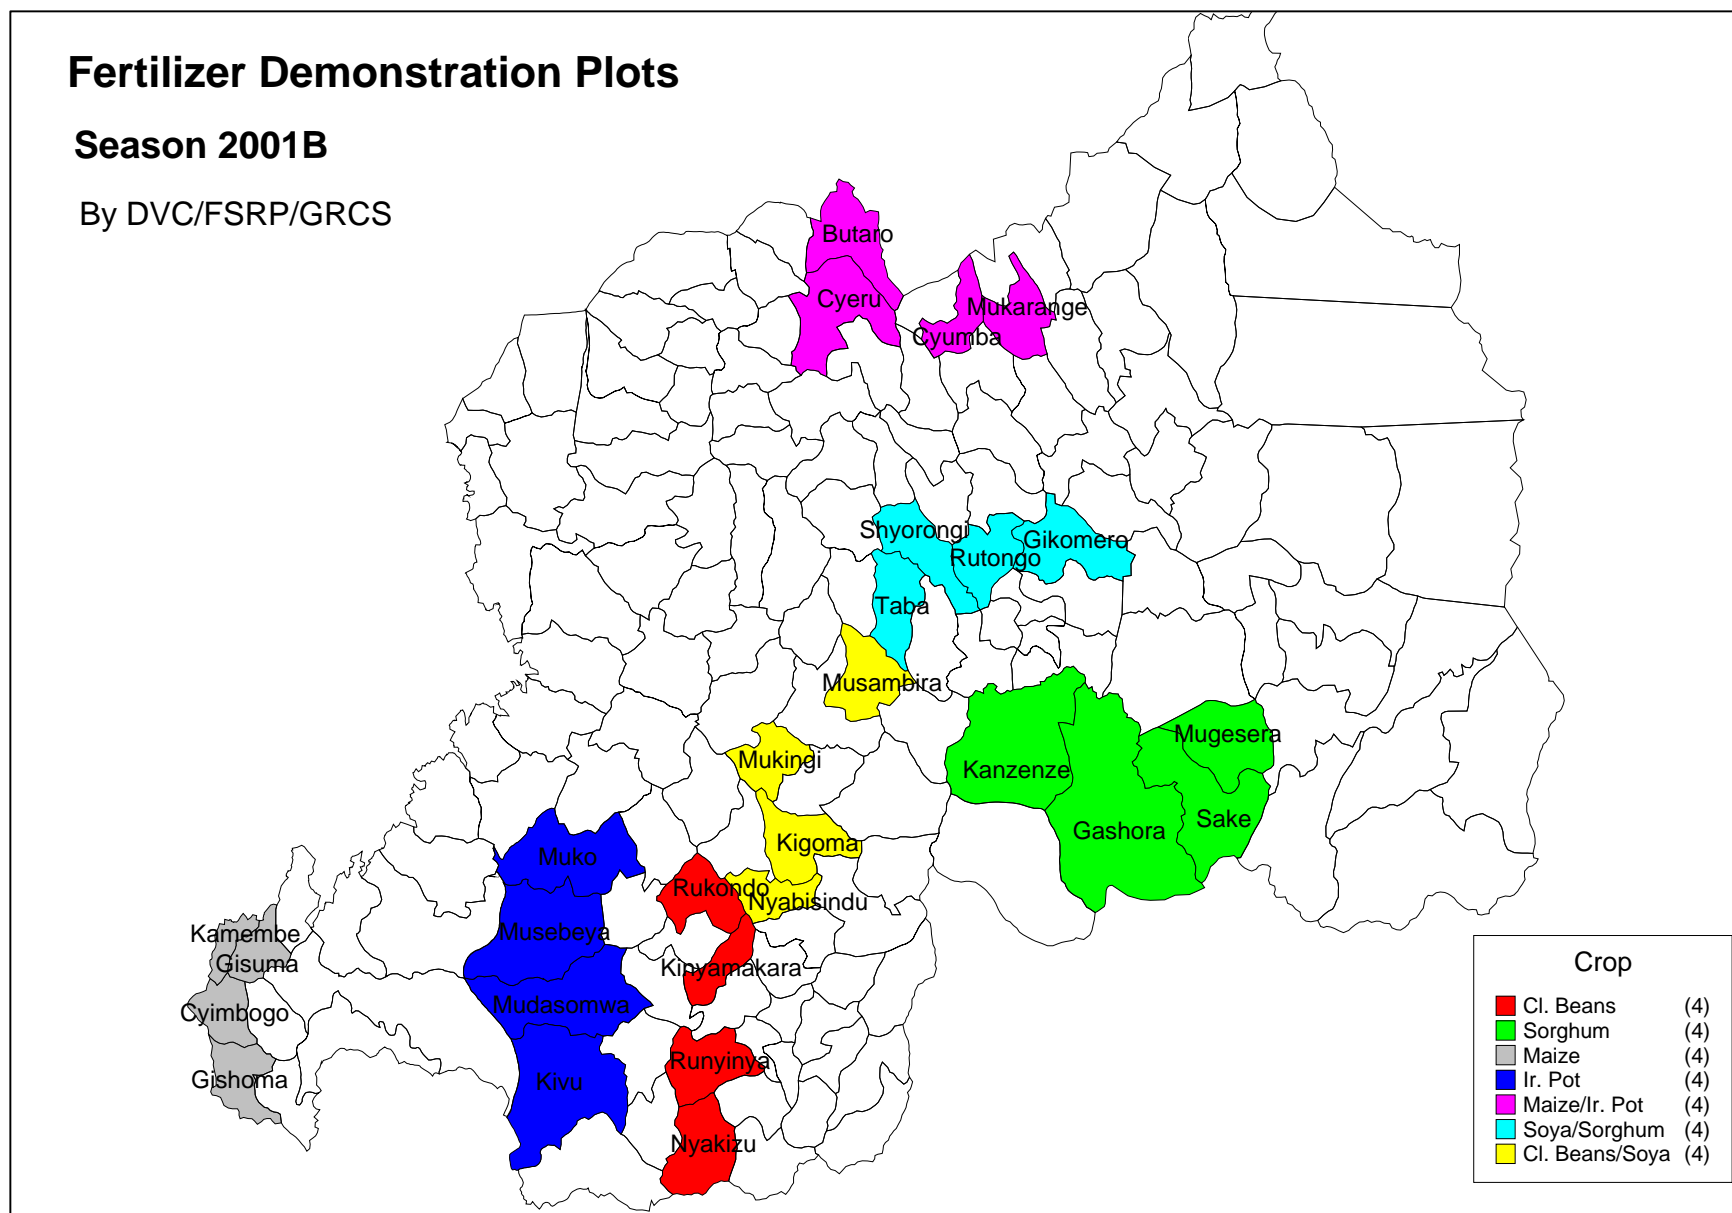 Fertilizer Demonstration Plots
Season 2001B
By DVC/FSRP/GRCS
Butaro
Cyeru
Mukarange
Cyumba
Shyorongi
Gikomero
Rutongo
Taba
Musambira
Mugesera
Mukingi
Kanzenze
Sake
Gashora
Kigoma
Muko
Rukondo
Nyabisindu
Musebeya
Kamembe
Gisuma
Kinyamakara
Mudasomwa
Cyimbogo
Runyinya
Gishoma
Kivu
Nyakizu
Crop
Cl. Beans (4)
Sorghum (4)
Maize (4)
Ir. Pot (4)
Maize/Ir. Pot (4)
Soya/Sorghum (4)
Cl. Beans/Soya (4)